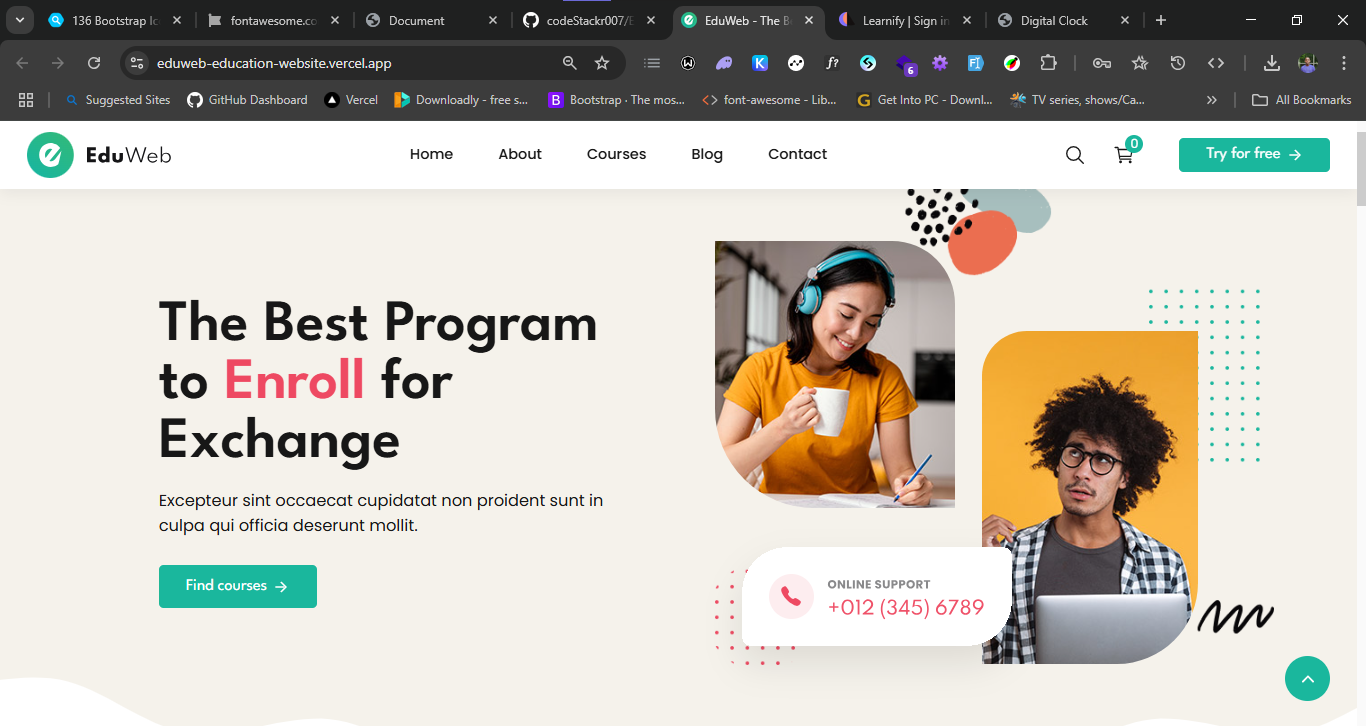 136 Bootstrap Ic
fontawesome.co
Document
codeStackr007/E
EduWeb - The B
Learnify | Sign in
Digital Clock
eduweb-education-website.vercel.app
6
Suggested Sites
GitHub Dashboard
Vercel
Downloadly - free s...
Bootstrap · The mos...
font-awesome - Lib...
Get Into PC - Downl...
TV series, shows/Ca...
All Bookmarks
EduWeb
Home
About
Courses
Blog
Contact
0
Try for free →
The Best Program
to Enroll for
Exchange
Excepteur sint occaecat cupidatat non proident sunt in
culpa qui officia deserunt mollit.
Find courses →
ONLINE SUPPORT
+012 (345) 6789